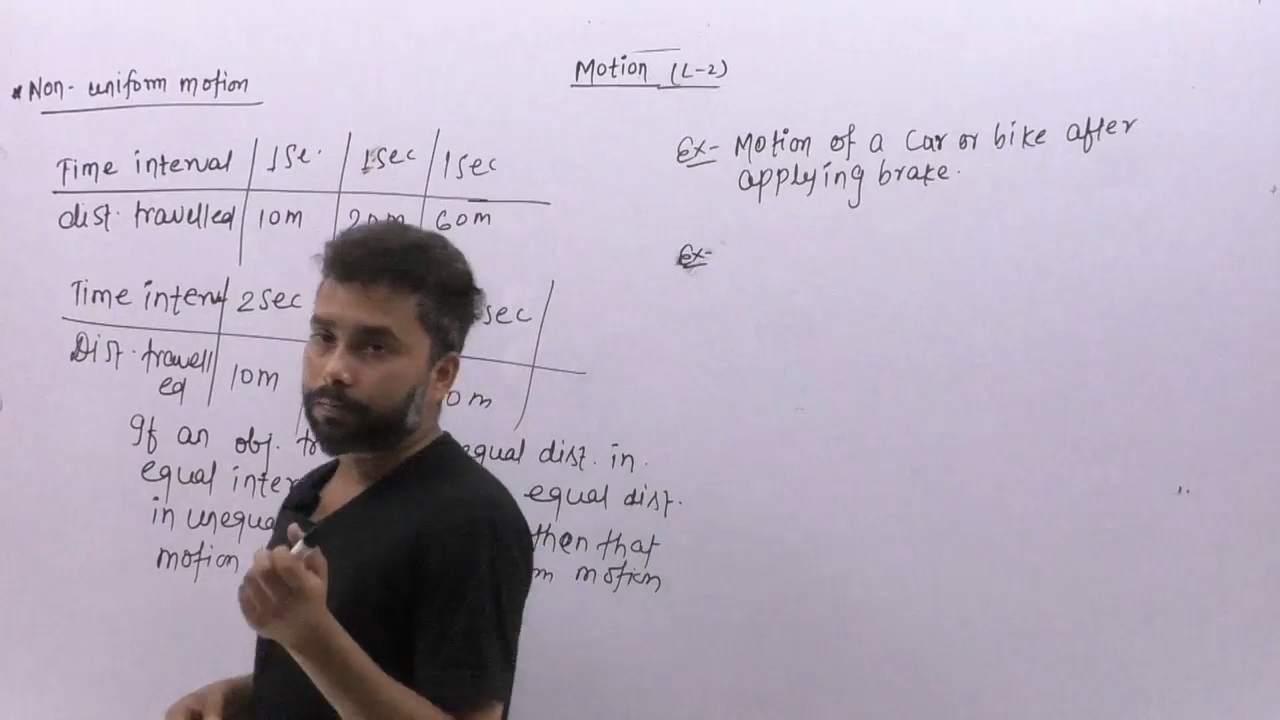 Motion (L-2)
* Non-uniform motion
Time interval 1se. 1sec 1sec
dist. travelled 10m 20m 60m
Time interv 2sec sec
Dist. travell 10m 0m
ed
If an obj. equal dist. in.
equal inter equal dist.
in unequa then that
motion motion
Ex- Motion of a Car or bike after
applying brake.
Ex-